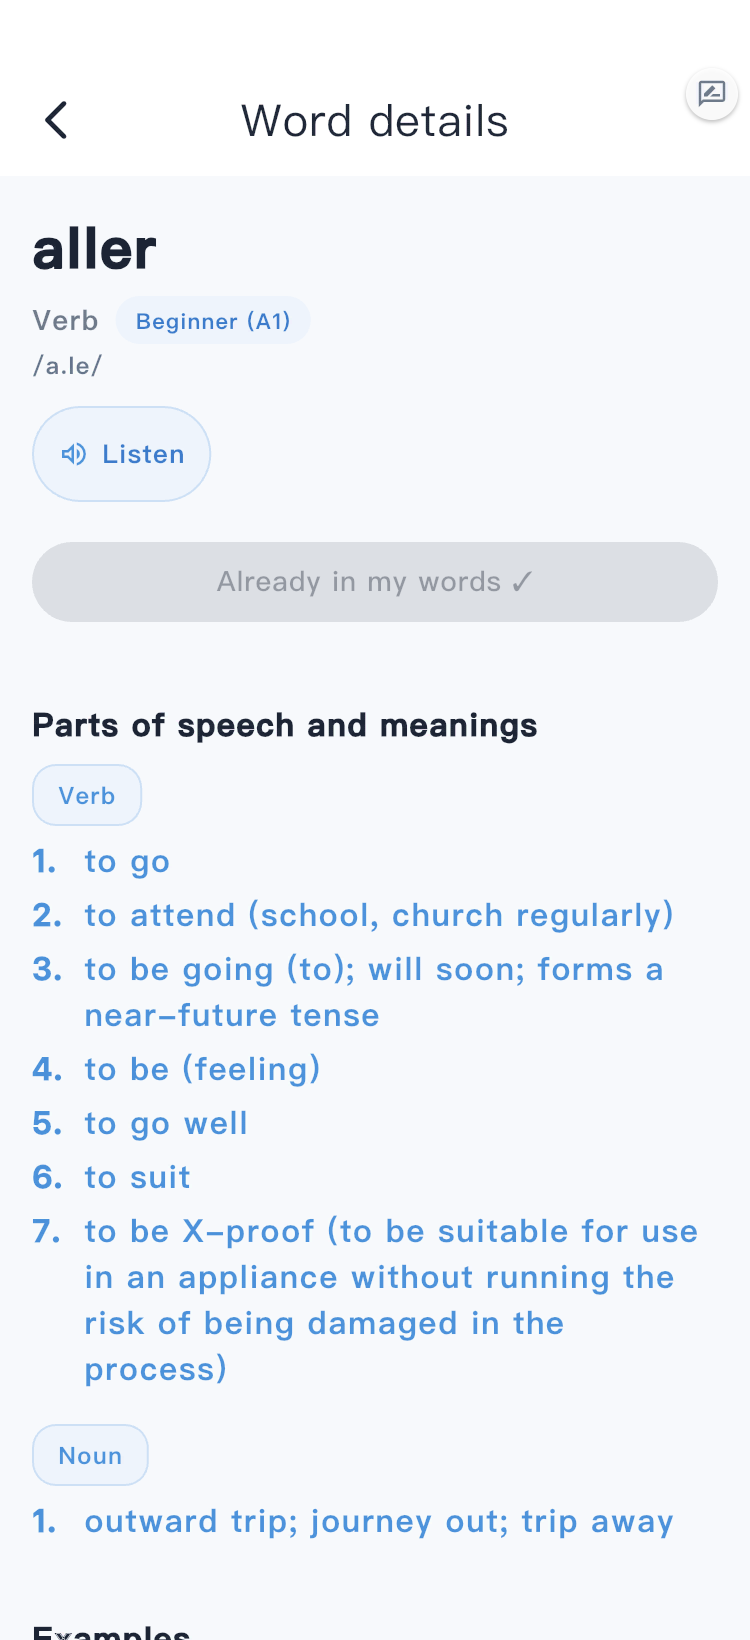 Word details
aller
Verb Beginner (A1)
/a.le/
Listen
Already in my words ✓
Parts of speech and meanings
Verb
1. to go
2. to attend (school, church regularly)
3. to be going (to); will soon; forms a
near–future tense
4. to be (feeling)
5. to go well
6. to suit
7. to be X–proof (to be suitable for use
in an appliance without running the
risk of being damaged in the
process)
Noun
1. outward trip; journey out; trip away
Examples